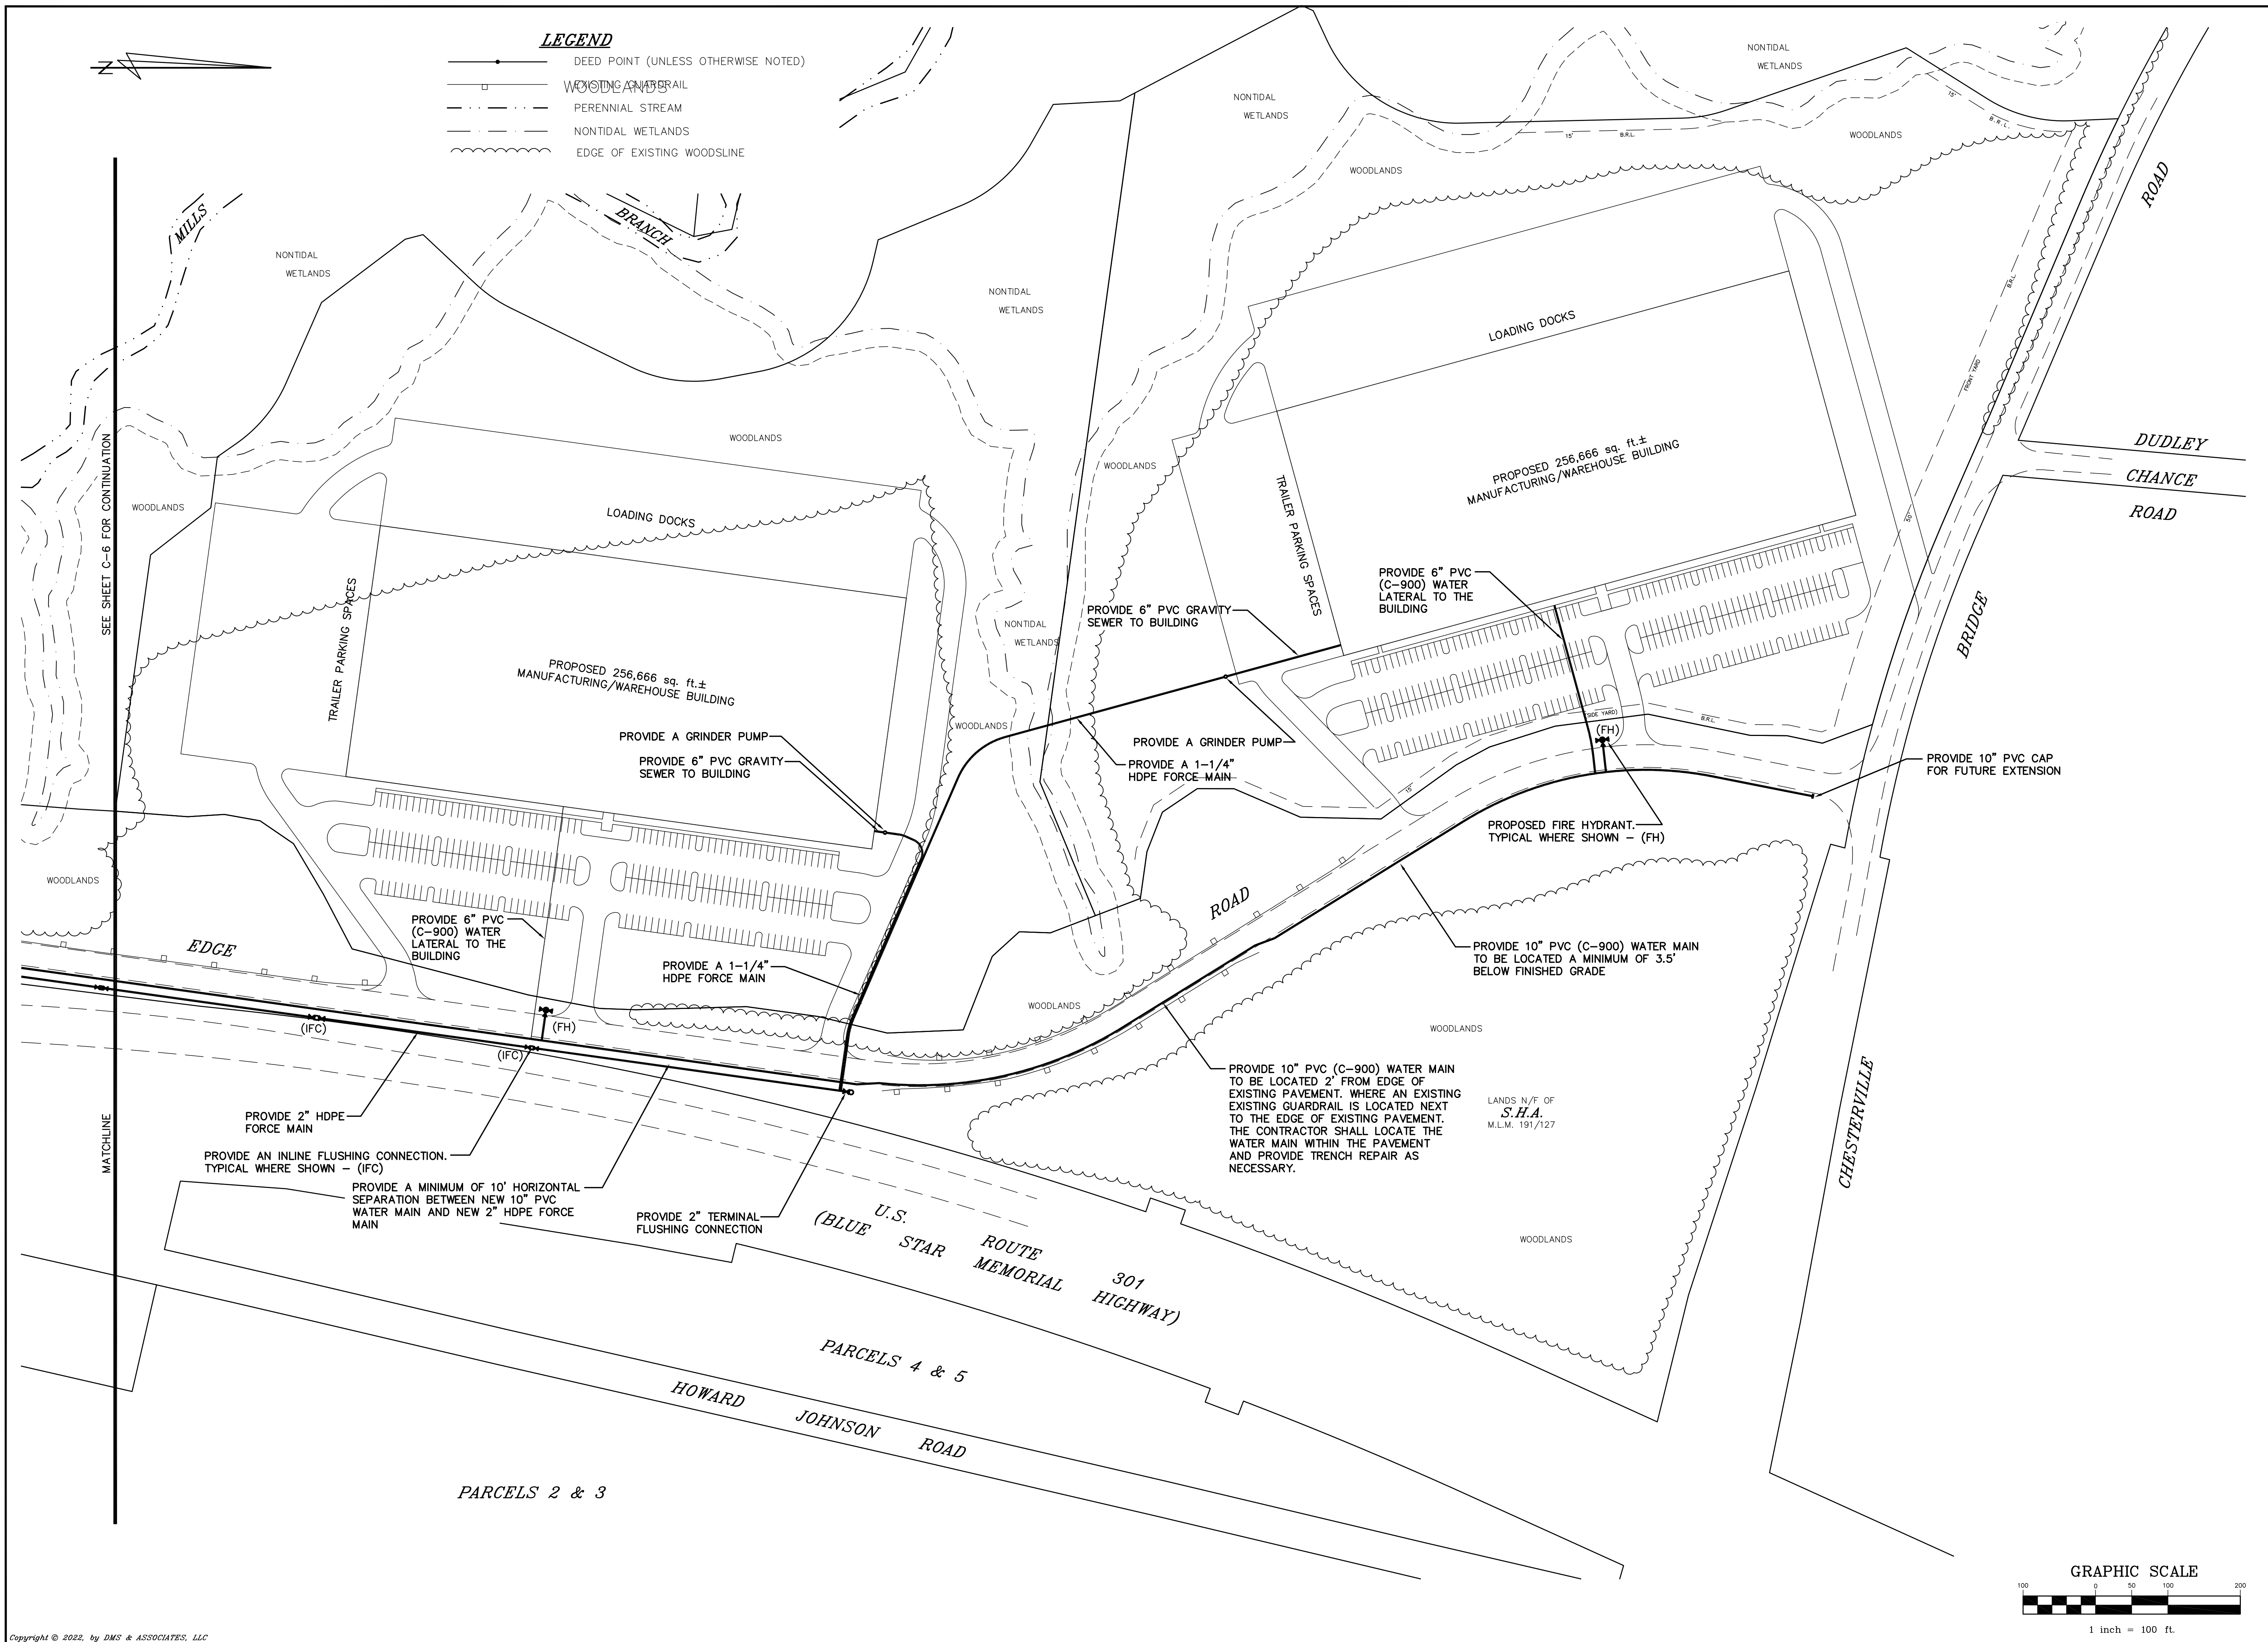 LEGEND
DEED POINT (UNLESS OTHERWISE NOTED)
EXISTING GUARDRAIL
WOODLANDS
PERENNIAL STREAM
NONTIDAL WETLANDS
EDGE OF EXISTING WOODSLINE
N
MILLS
BRANCH
NONTIDAL
WETLANDS
NONTIDAL
WETLANDS
NONTIDAL
WETLANDS
NONTIDAL
WETLANDS
15'
B.R.L.
15'
B.R.L.
WOODLANDS
WOODLANDS
ROAD
B.R.L.
FRONT YARD
50'
DUDLEY
CHANCE
ROAD
BRIDGE
CHESTERVILLE
SEE SHEET C-6 FOR CONTINUATION
MATCHLINE
WOODLANDS
WOODLANDS
WOODLANDS
LOADING DOCKS
TRAILER PARKING SPACES
PROPOSED 256,666 sq. ft.±
MANUFACTURING/WAREHOUSE BUILDING
LOADING DOCKS
TRAILER PARKING SPACES
PROPOSED 256,666 sq. ft.±
MANUFACTURING/WAREHOUSE BUILDING
PROVIDE 6" PVC
(C-900) WATER
LATERAL TO THE
BUILDING
PROVIDE 6" PVC GRAVITY
SEWER TO BUILDING
NONTIDAL
WETLANDS
WOODLANDS
PROVIDE A GRINDER PUMP
PROVIDE 6" PVC GRAVITY
SEWER TO BUILDING
PROVIDE A GRINDER PUMP
PROVIDE A 1-1/4"
HDPE FORCE MAIN
(SIDE YARD)
B.R.L.
(FH)
15'
PROVIDE 10" PVC CAP
FOR FUTURE EXTENSION
PROPOSED FIRE HYDRANT.
TYPICAL WHERE SHOWN - (FH)
WOODLANDS
EDGE
ROAD
PROVIDE 6" PVC
(C-900) WATER
LATERAL TO THE
BUILDING
PROVIDE A 1-1/4"
HDPE FORCE MAIN
PROVIDE 10" PVC (C-900) WATER MAIN
TO BE LOCATED A MINIMUM OF 3.5'
BELOW FINISHED GRADE
WOODLANDS
WOODLANDS
(IFC)
(FH)
(IFC)
PROVIDE 10" PVC (C-900) WATER MAIN
TO BE LOCATED 2' FROM EDGE OF
EXISTING PAVEMENT. WHERE AN EXISTING
EXISTING GUARDRAIL IS LOCATED NEXT
TO THE EDGE OF EXISTING PAVEMENT.
THE CONTRACTOR SHALL LOCATE THE
WATER MAIN WITHIN THE PAVEMENT
AND PROVIDE TRENCH REPAIR AS
NECESSARY.
LANDS N/F OF
S.H.A.
M.L.M. 191/127
PROVIDE 2" HDPE
FORCE MAIN
PROVIDE AN INLINE FLUSHING CONNECTION.
TYPICAL WHERE SHOWN - (IFC)
PROVIDE A MINIMUM OF 10' HORIZONTAL
SEPARATION BETWEEN NEW 10" PVC
WATER MAIN AND NEW 2" HDPE FORCE
MAIN
PROVIDE 2" TERMINAL
FLUSHING CONNECTION
U.S. ROUTE 301
(BLUE STAR MEMORIAL HIGHWAY)
WOODLANDS
PARCELS 4 & 5
HOWARD JOHNSON ROAD
PARCELS 2 & 3
GRAPHIC SCALE
100 0 50 100 200
1 inch = 100 ft.
Copyright © 2022, by DMS & ASSOCIATES, LLC